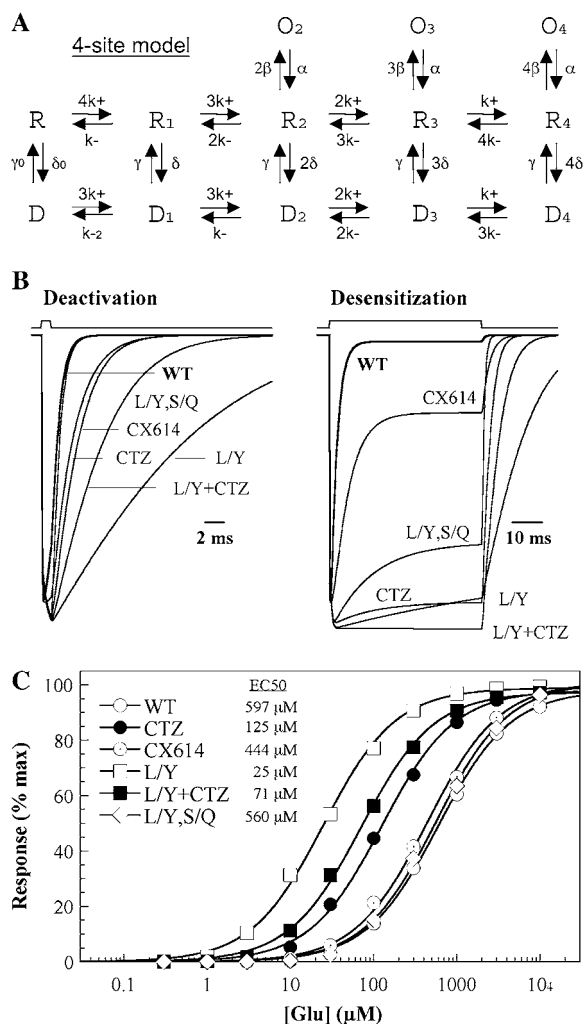 A
4-site model
O2 O3 O4
2β α 3β α 4β α
4k+ 3k+ 2k+ k+
R R1 R2 R3 R4
k- 2k- 3k- 4k-
γ0 δ0 γ δ γ 2δ γ 3δ γ 4δ
3k+ 3k+ 2k+ k+
D D1 D2 D3 D4
k-2 k- 2k- 3k-
B
Deactivation
WT
L/Y,S/Q
CX614
CTZ L/Y
L/Y+CTZ
2 ms
Desensitization
WT
CX614
L/Y,S/Q
10 ms
CTZ
L/Y
L/Y+CTZ
C
EC50
WT 597 μM
CTZ 125 μM
CX614 444 μM
L/Y 25 μM
L/Y+CTZ 71 μM
L/Y,S/Q 560 μM
Response (% max)
100
80
60
40
20
0
0.1 1 10 100 1000 104
[Glu] (μM)